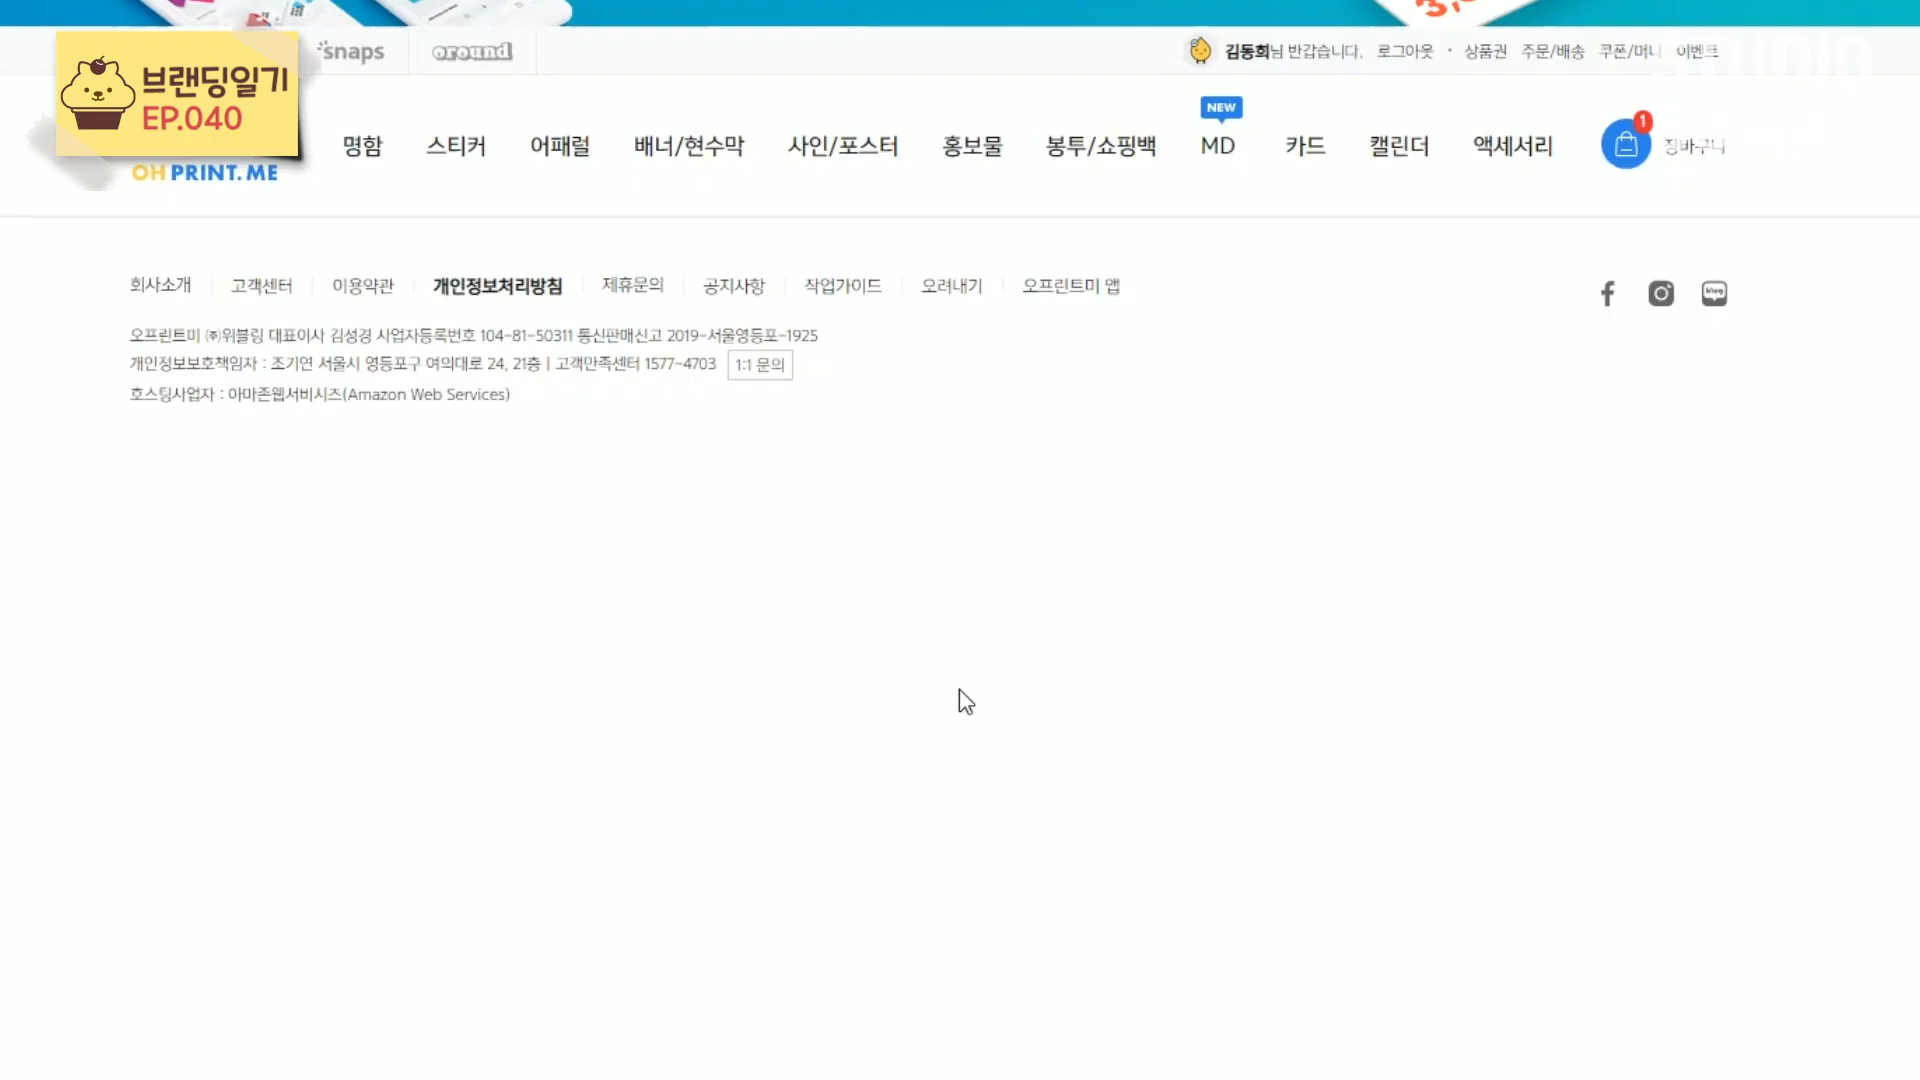 snaps oround 김동희님 반갑습니다. 로그아웃 · 상품권 주문/배송 쿠폰/머니 이벤트
브랜딩일기
EP.040
OH PRINT.ME
NEW
명함 스티커 어패럴 배너/현수막 사인/포스터 홍보물 봉투/쇼핑백 MD 카드 캘린더 액세서리 1 장바구니
회사소개 고객센터 이용약관 개인정보처리방침 제휴문의 공지사항 작업가이드 오려내기 오프린트미 앱 blog
오프린트미 ㈜위블링 대표이사 김성경 사업자등록번호 104-81-50311 통신판매신고 2019-서울영등포-1925
개인정보보호책임자 : 조기연 서울시 영등포구 여의대로 24, 21층 | 고객만족센터 1577-4703 1:1 문의
호스팅사업자 : 아마존웹서비시즈(Amazon Web Services)